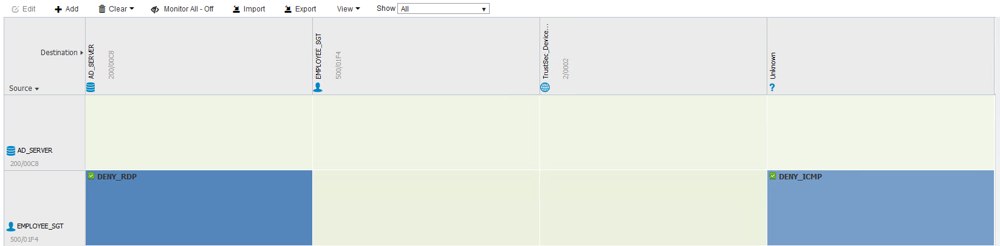 Edit Add Clear Monitor All - Off Import Export View Show All
Destination
AD_SERVER
200/00C8
EMPLOYEE_SGT
500/01F4
TrustSec_Device...
2/0002
Unknown
?
Source
AD_SERVER
200/00C8
DENY_RDP
DENY_ICMP
EMPLOYEE_SGT
500/01F4